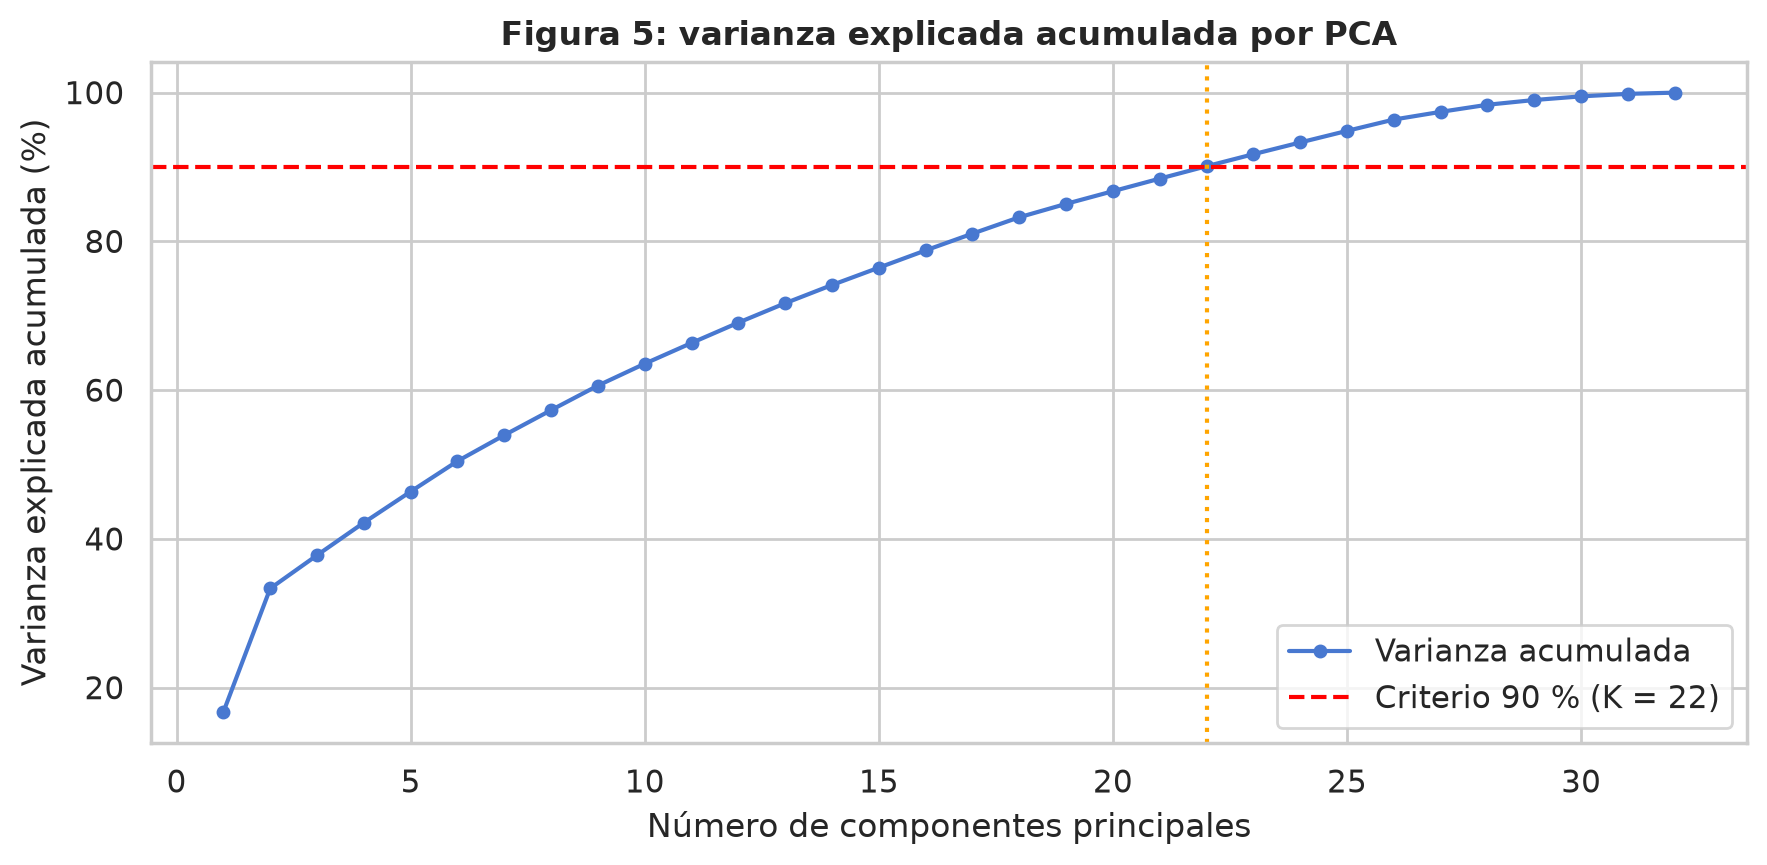 Figura 5: varianza explicada acumulada por PCA
Varianza explicada acumulada (%)
100
80
60
40
20
0
5
10
15
20
25
30
Número de componentes principales
Varianza acumulada
Criterio 90 % (K = 22)